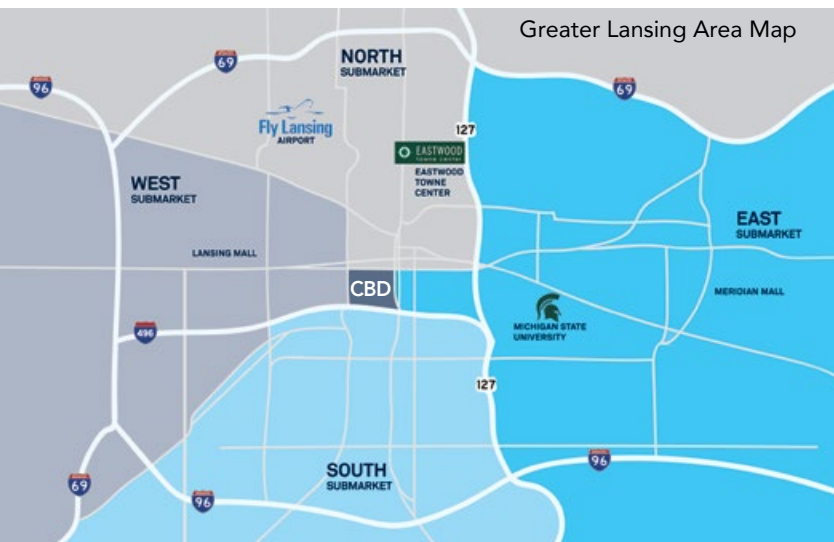 Greater Lansing Area Map
NORTH
SUBMARKET
69
96
69
Fly Lansing
AIRPORT
127
EASTWOOD
towne center
EASTWOOD
TOWNE
CENTER
WEST
SUBMARKET
EAST
SUBMARKET
LANSING MALL
CBD
MERIDIAN MALL
MICHIGAN STATE
UNIVERSITY
496
127
SOUTH
SUBMARKET
96
69
96